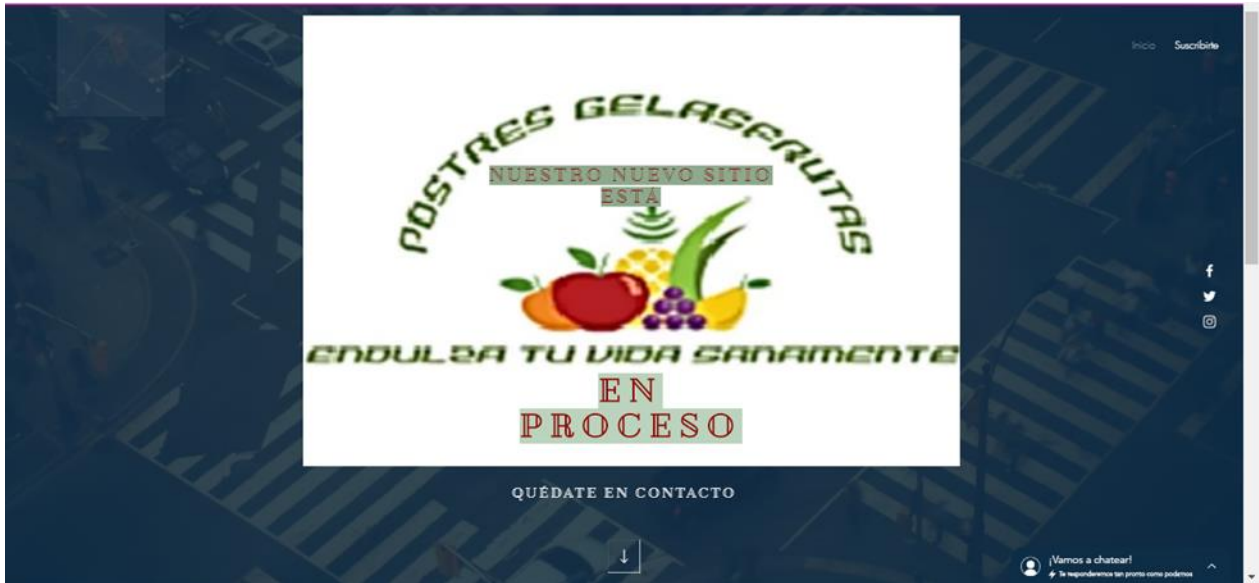 Inicio Suscribirte
POSTRES GELASFRUTAS
NUESTRO NUEVO SITIO
ESTÁ
ENDULZA TU VIDA SANAMENTE
EN
PROCESO
QUÉDATE EN CONTACTO
¡Vamos a chatear!
Te responderemos tan pronto como podamos